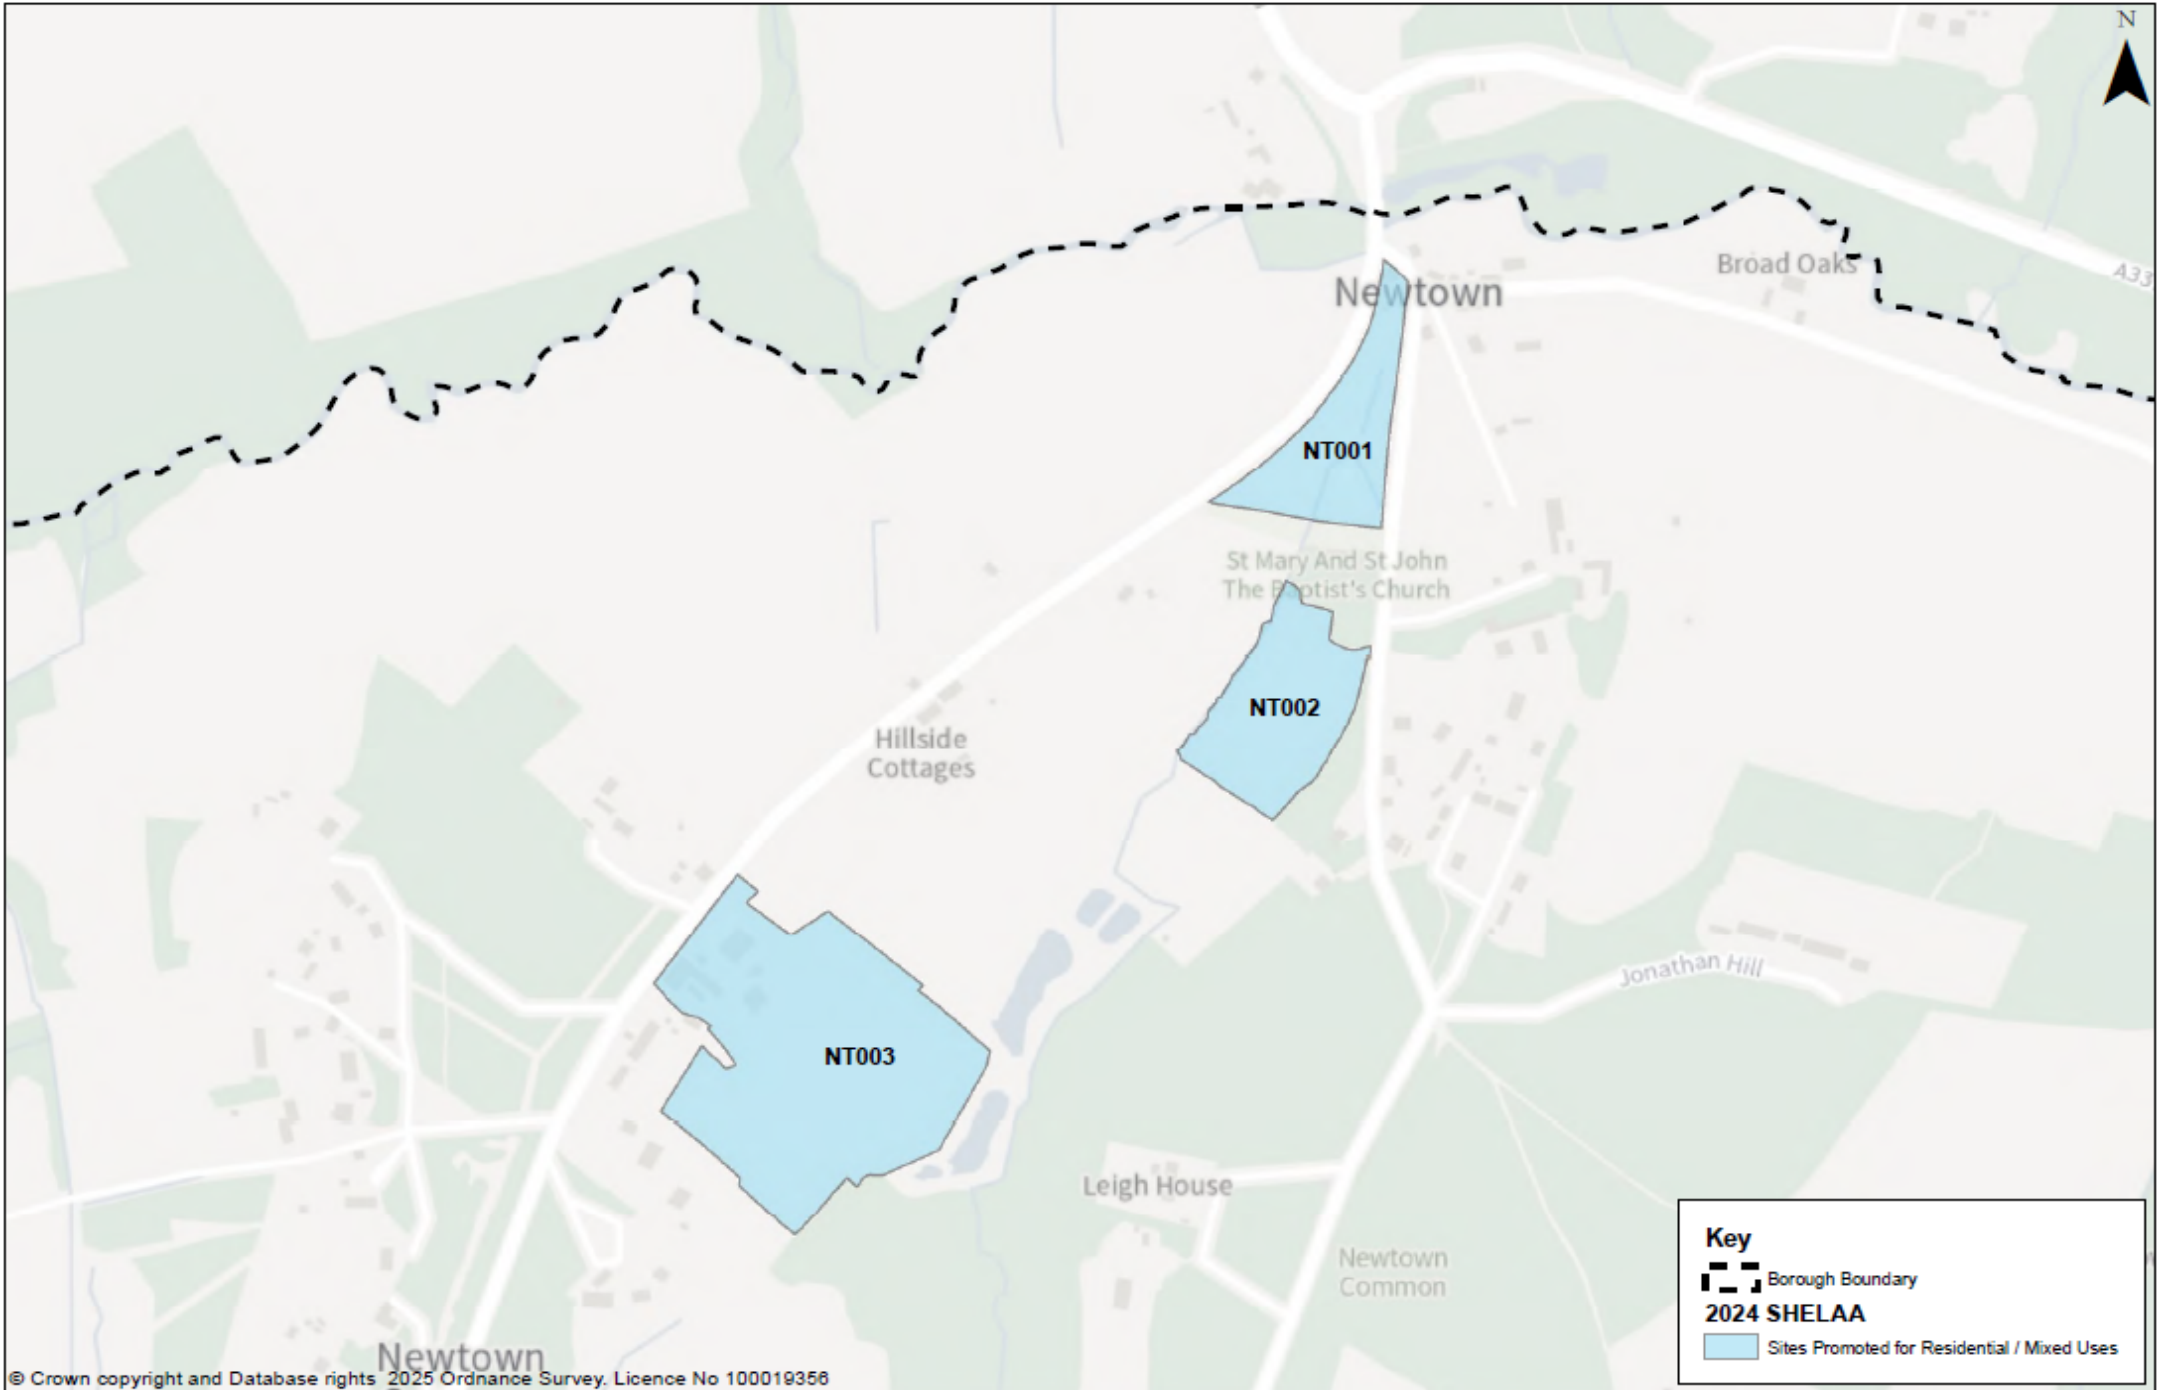 N
A33
Broad Oaks
Newtown
NT001
St Mary And St John
The Baptist's Church
NT002
Hillside
Cottages
Jonathan Hill
NT003
Leigh House
Newtown
Common
Newtown
Key
Borough Boundary
2024 SHELAA
Sites Promoted for Residential / Mixed Uses
© Crown copyright and Database rights 2025 Ordnance Survey. Licence No 100019356